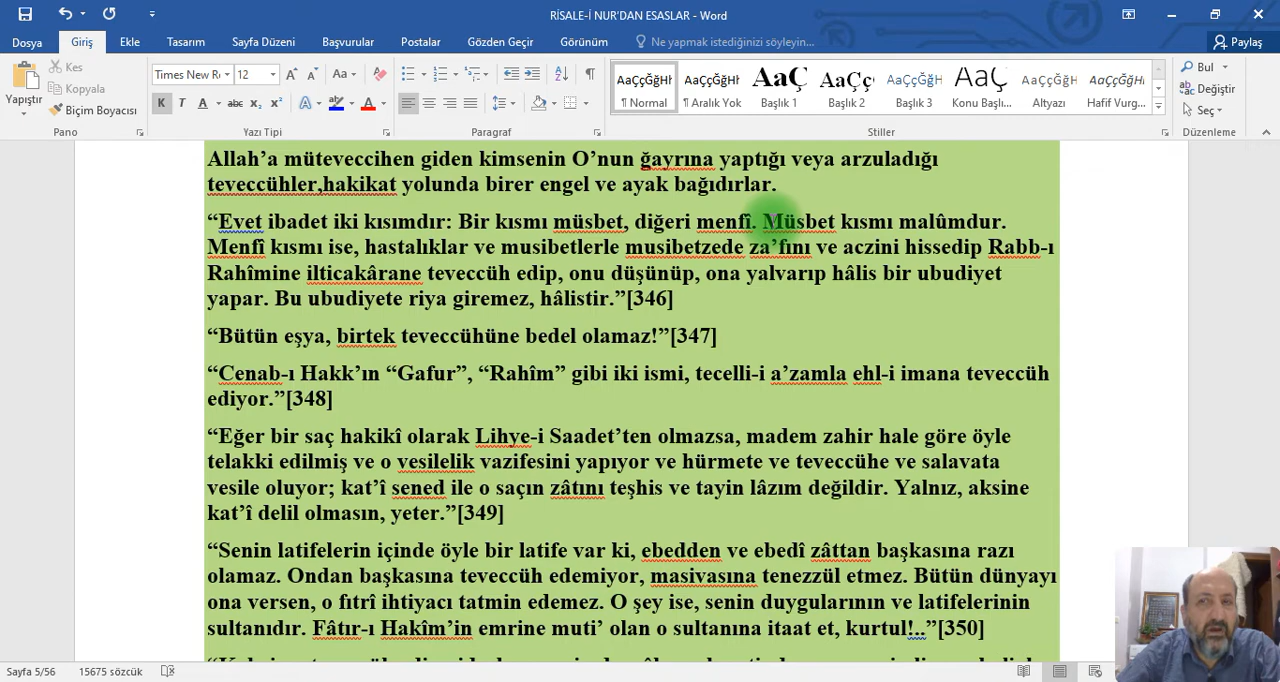 RİSALE-İ NUR'DAN ESASLAR - Word
Dosya Giriş Ekle Tasarım Sayfa Düzeni Başvurular Postalar Gözden Geçir Görünüm Ne yapmak istediğinizi söyleyin... Paylaş
Yapıştır Kes Kopyala Biçim Boyacısı
Times New Ro 12
AaÇçĞğHł AaÇçĞğHł AaÇ AaÇçĞ AaÇçĞğH AaÇ AaÇçĞğH AaÇçĞğHł
¶ Normal ¶ Aralık Yok Başlık 1 Başlık 2 Başlık 3 Konu Başlı... Altyazı Hafif Vurg...
Bul Değiştir Seç
Pano Yazı Tipi Paragraf Stiller Düzenleme
Allah’a müteveccihen giden kimsenin O’nun ğayrına yaptığı veya arzuladığı
teveccühler,hakikat yolunda birer engel ve ayak bağıdırlar.
“Evet ibadet iki kısımdır: Bir kısmı müsbet, diğeri menfî. Müsbet kısmı malûmdur.
Menfî kısmı ise, hastalıklar ve musibetlerle musibetzede za’fını ve aczini hissedip Rabb-ı
Rahîmine ilticakârane teveccüh edip, onu düşünüp, ona yalvarıp hâlis bir ubudiyet
yapar. Bu ubudiyete riya giremez, hâlistir.”[346]
“Bütün eşya, birtek teveccühüne bedel olamaz!”[347]
“Cenab-ı Hakk’ın “Gafur”, “Rahîm” gibi iki ismi, tecelli-i a’zamla ehl-i imana teveccüh
ediyor.”[348]
“Eğer bir saç hakikî olarak Lihye-i Saadet’ten olmazsa, madem zahir hale göre öyle
telakki edilmiş ve o vesilelik vazifesini yapıyor ve hürmete ve teveccühe ve salavata
vesile oluyor; kat’î sened ile o saçın zâtını teşhis ve tayin lâzım değildir. Yalnız, aksine
kat’î delil olmasın, yeter.”[349]
“Senin latifelerin içinde öyle bir latife var ki, ebedden ve ebedî zâttan başkasına razı
olamaz. Ondan başkasına teveccüh edemiyor, masivasına tenezzül etmez. Bütün dünyayı
ona versen, o fıtrî ihtiyacı tatmin edemez. O şey ise, senin duygularının ve latifelerinin
sultanıdır. Fâtır-ı Hakîm’in emrine muti’ olan o sultanına itaat et, kurtul!..”[350]
Sayfa 5/56 15675 sözcük